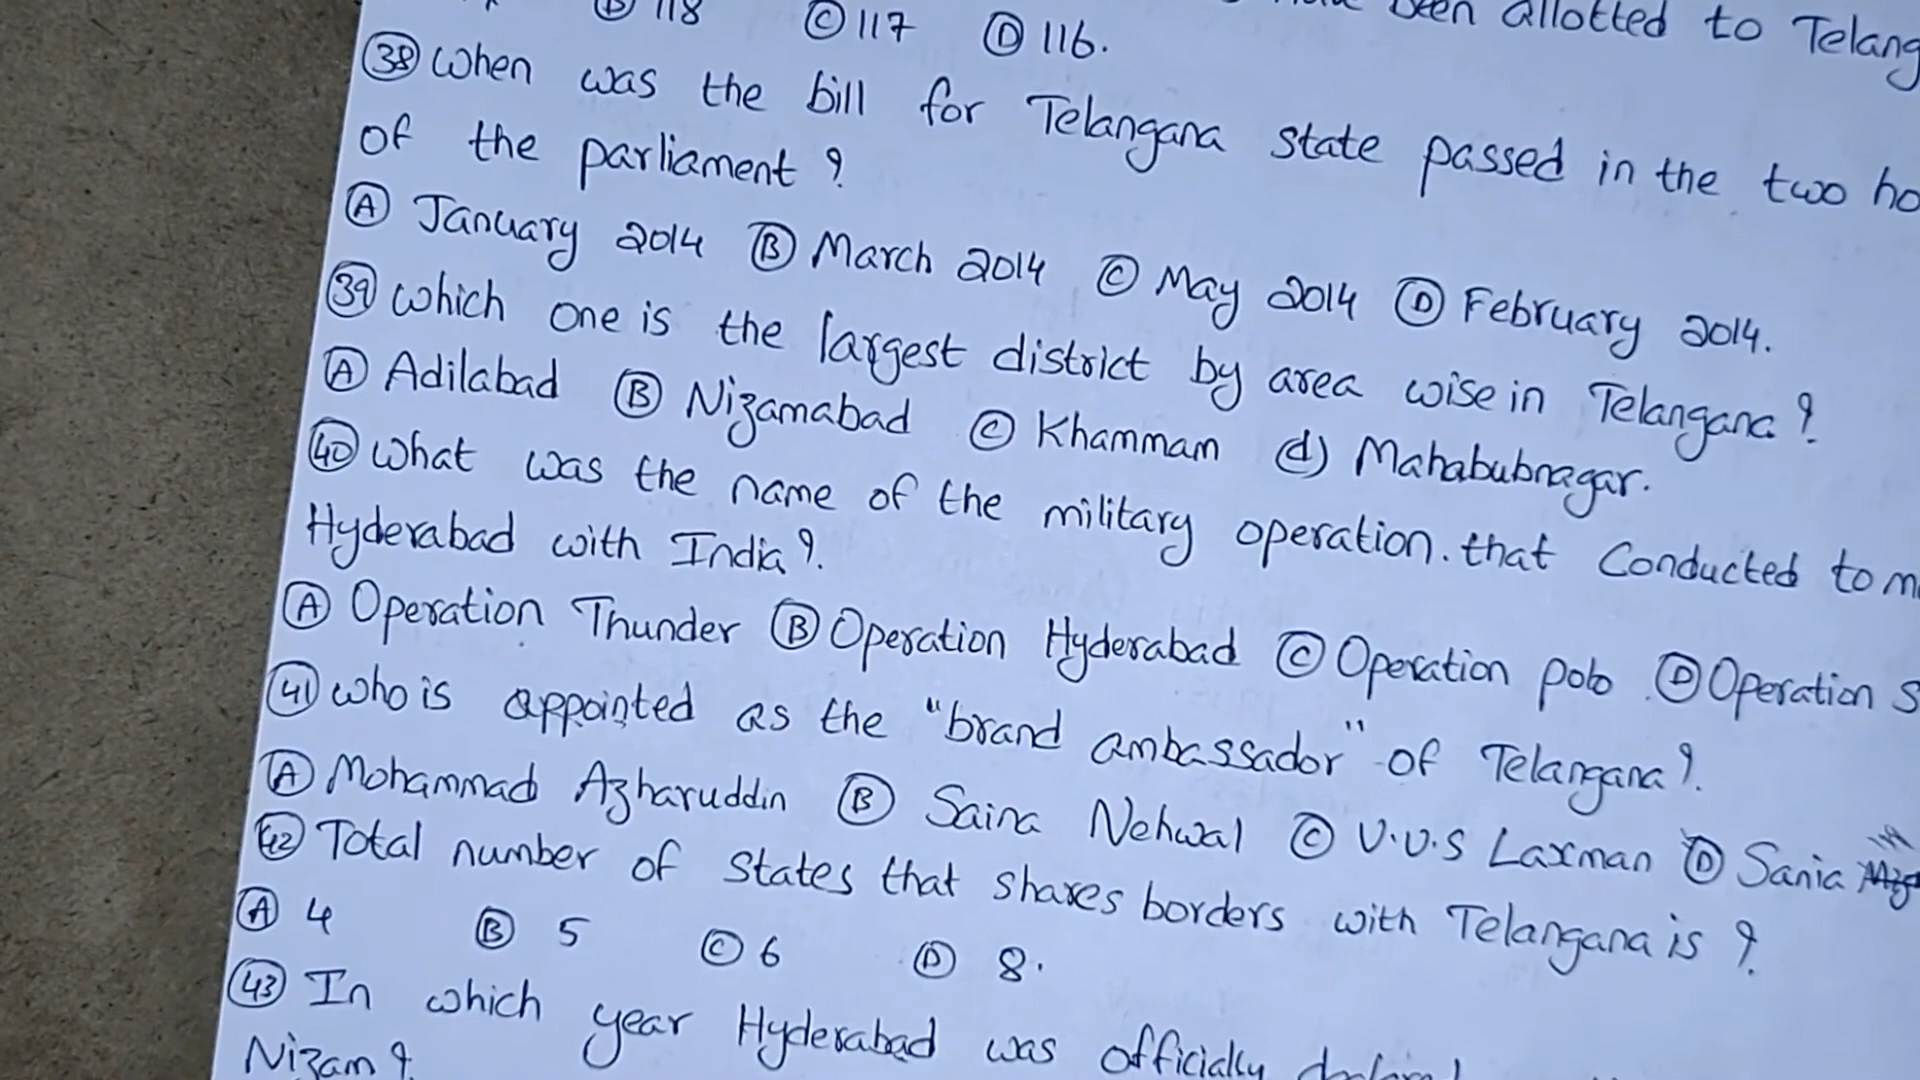 been allotted to Telang
Ⓑ 118 Ⓒ 117 Ⓓ 116.
㊳ When was the bill for Telangana State passed in the two ho
of the parliament ?
Ⓐ January 2014 Ⓑ March 2014 Ⓒ May 2014 Ⓓ February 2014.
㊴ Which one is the largest district by area wise in Telangana ?
Ⓐ Adilabad Ⓑ Nizamabad Ⓒ Khammam d) Mahabubnagar.
㊵ What was the name of the military operation. that Conducted to m
Hyderabad with India ?.
Ⓐ Operation Thunder Ⓑ Operation Hyderabad Ⓒ Operation polo Ⓓ Operation S
㊶ Who is appointed as the "brand ambassador" of Telangana ?.
Ⓐ Mohammad Azharuddin Ⓑ Saina Nehwal Ⓒ V.V.S Laxman Ⓓ Sania
㊷ Total number of States that shares borders with Telangana is ?.
Ⓐ 4 Ⓑ 5 Ⓒ 6 Ⓓ 8.
㊸ In which year Hyderabad was officially
Nizam ?.